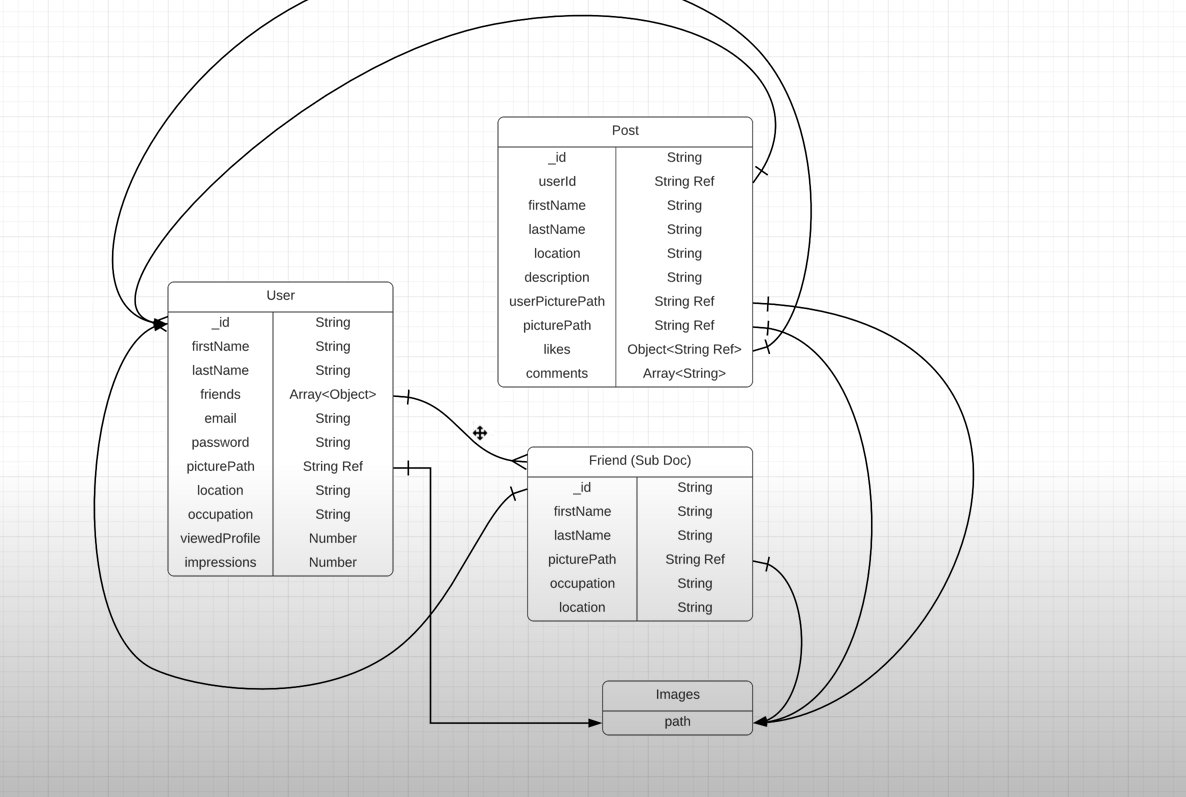 Post
_id String
userId String Ref
firstName String
lastName String
location String
description String
userPicturePath String Ref
picturePath String Ref
likes Object<String Ref>
comments Array<String>
User
_id String
firstName String
lastName String
friends Array<Object>
email String
password String
picturePath String Ref
location String
occupation String
viewedProfile Number
impressions Number
Friend (Sub Doc)
_id String
firstName String
lastName String
picturePath String Ref
occupation String
location String
Images
path